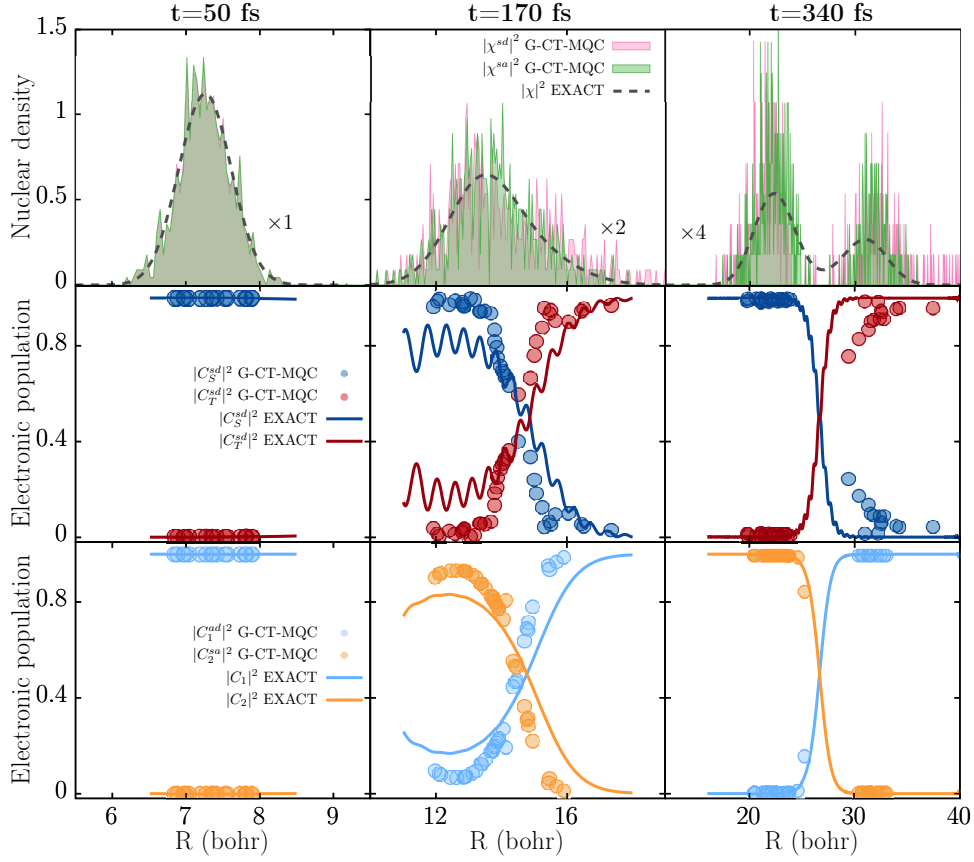 t=50 fs t=170 fs t=340 fs
Nuclear density
1.5
1
0.5
0
×1
|χ^{sd}|² G-CT-MQC
|χ^{sa}|² G-CT-MQC
|χ|² EXACT
×2
×4
Electronic population
0.8
0.4
0
|C_S^{sd}|² G-CT-MQC
|C_T^{sd}|² G-CT-MQC
|C_S^{sd}|² EXACT
|C_T^{sd}|² EXACT
Electronic population
0.8
0.4
0
|C_1^{ad}|² G-CT-MQC
|C_2^{sa}|² G-CT-MQC
|C_1|² EXACT
|C_2|² EXACT
6 7 8 9 12 14 16 18 20 30 40
R (bohr) R (bohr) R (bohr)